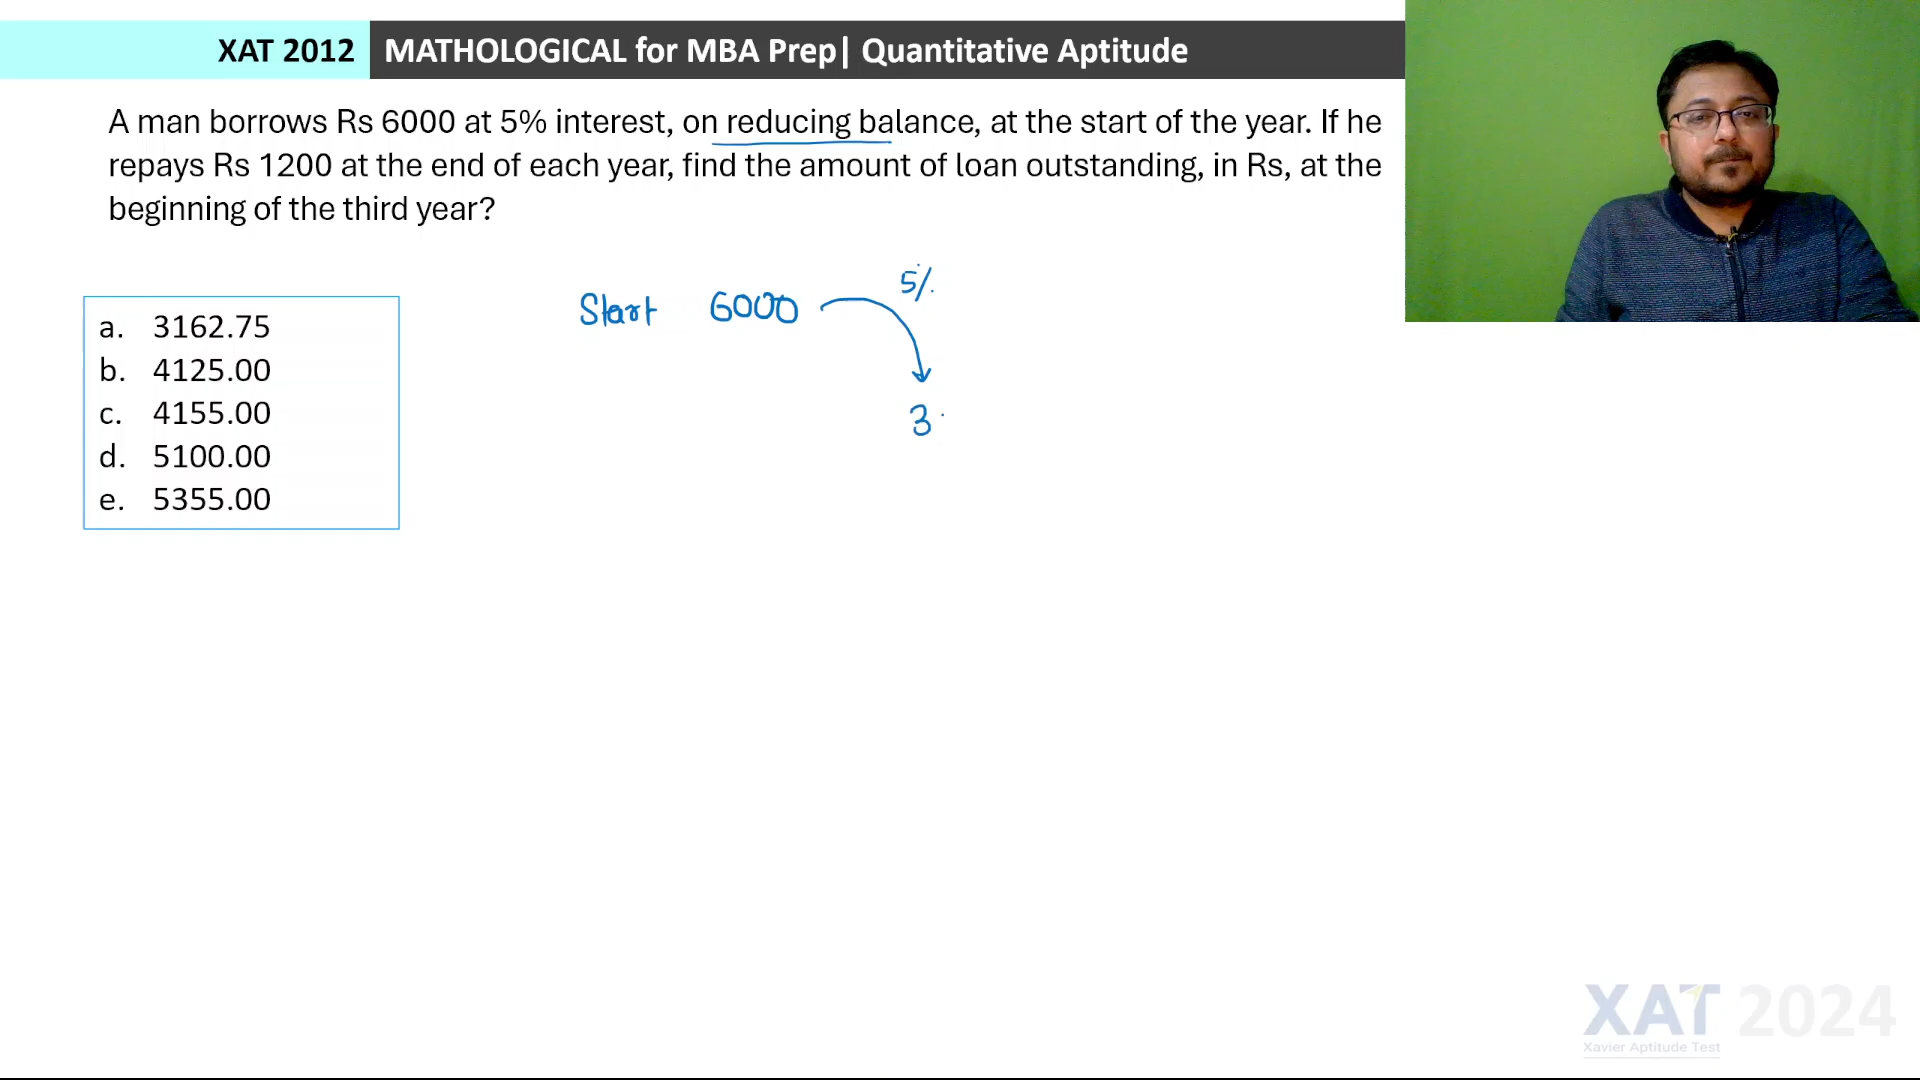 XAT 2012 MATHOLOGICAL for MBA Prep| Quantitative Aptitude
A man borrows Rs 6000 at 5% interest, on reducing balance, at the start of the year. If he
repays Rs 1200 at the end of each year, find the amount of loan outstanding, in Rs, at the
beginning of the third year?
a. 3162.75
b. 4125.00
c. 4155.00
d. 5100.00
e. 5355.00
5%
Start 6000
3
XAT 2024
Xavier Aptitude Test